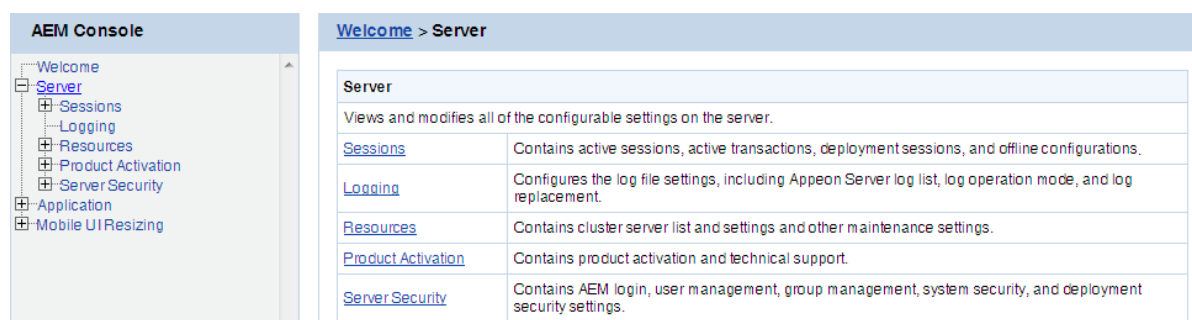 AEM Console
Welcome
Server
Sessions
Logging
Resources
Product Activation
Server Security
Application
Mobile UI Resizing
Welcome > Server
Server
Views and modifies all of the configurable settings on the server.
Sessions
Contains active sessions, active transactions, deployment sessions, and offline configurations.
Logging
Configures the log file settings, including Appeon Server log list, log operation mode, and log
replacement.
Resources
Contains cluster server list and settings and other maintenance settings.
Product Activation
Contains product activation and technical support.
Server Security
Contains AEM login, user management, group management, system security, and deployment
security settings.